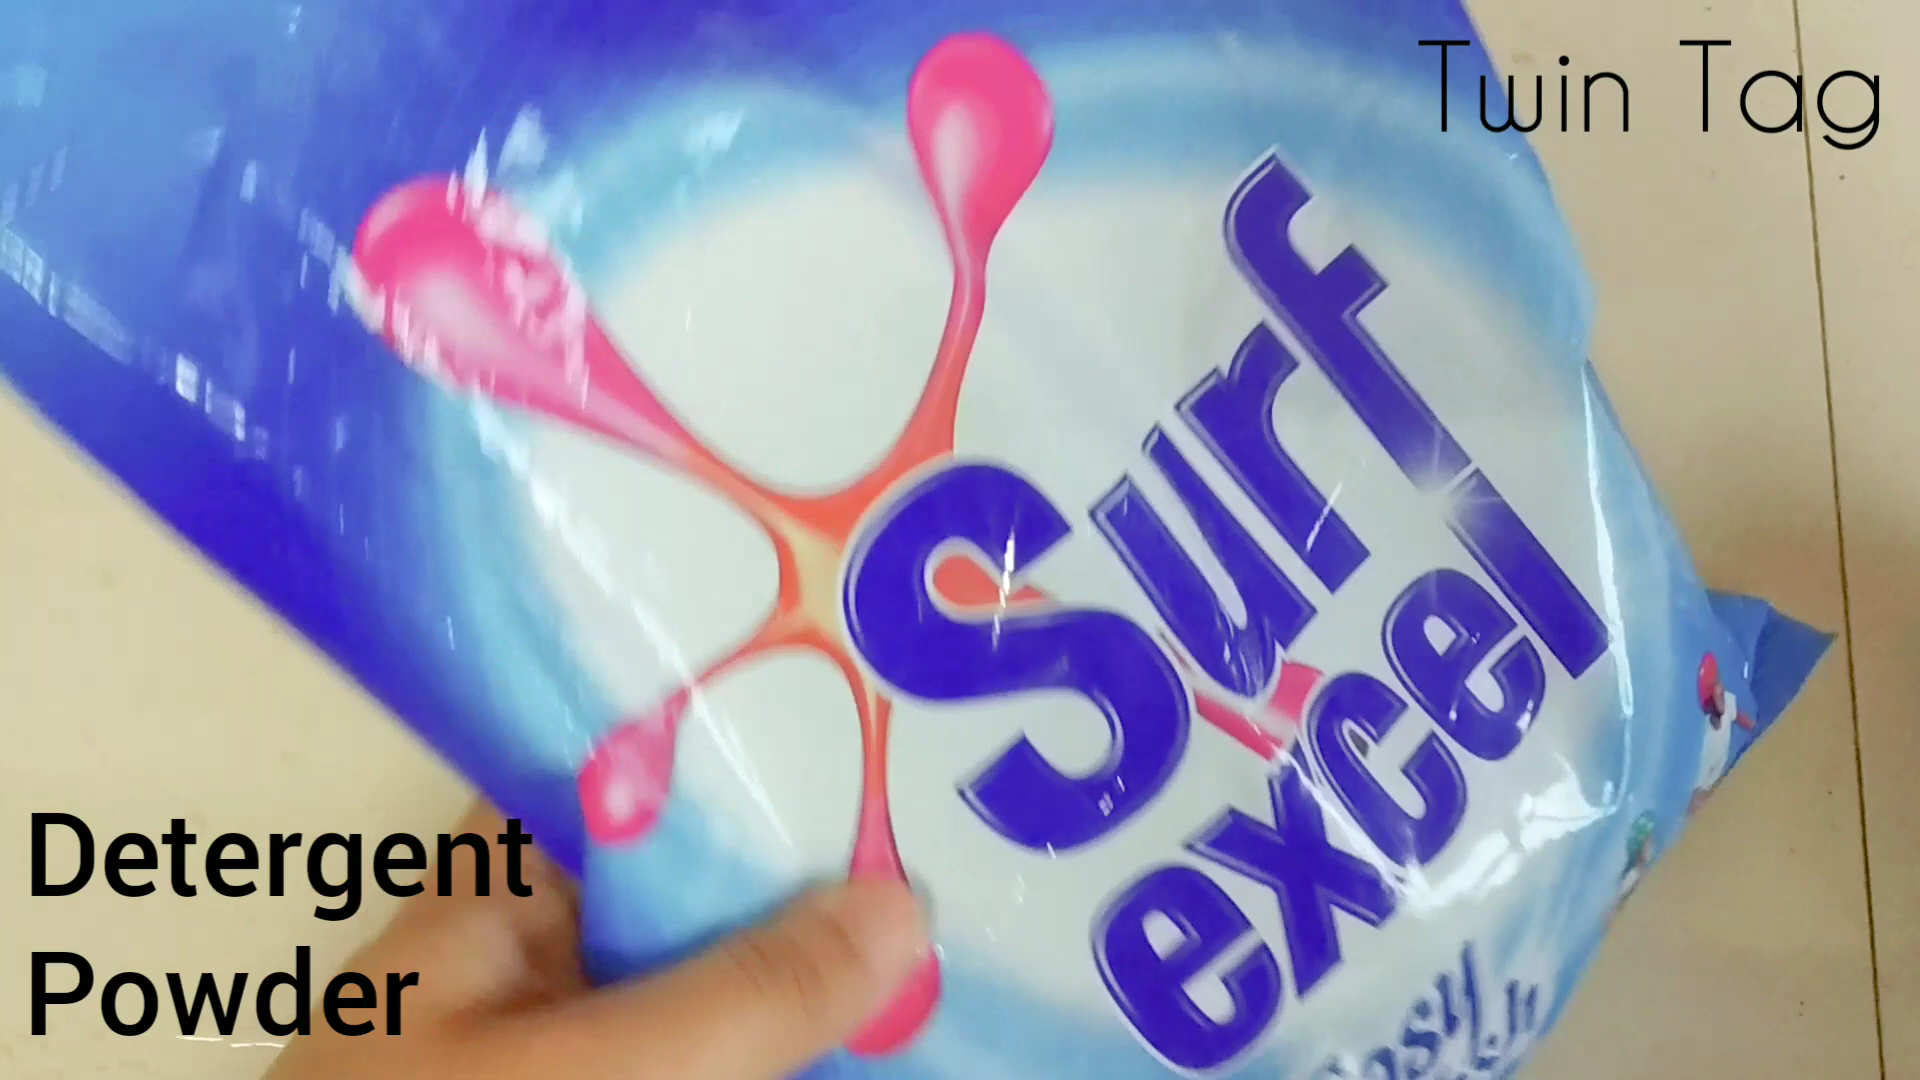 Twin Tag
Surf
excel
Detergent
Powder